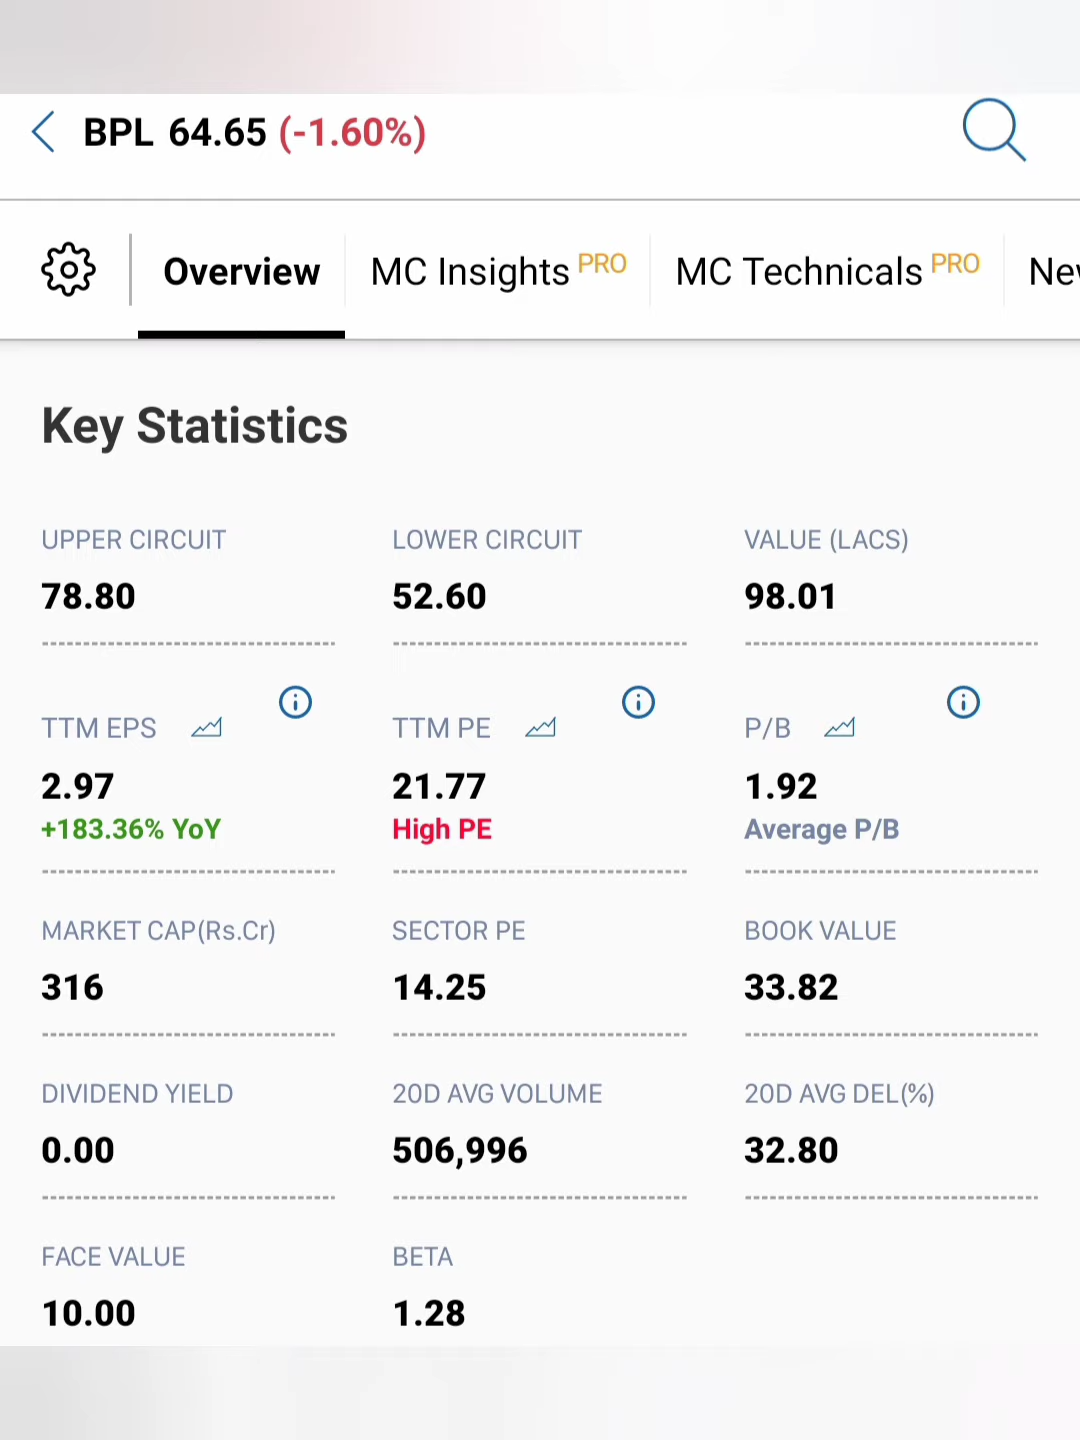 BPL 64.65 (-1.60%)
Overview MC Insights PRO MC Technicals PRO
Key Statistics
UPPER CIRCUIT LOWER CIRCUIT VALUE (LACS)
78.80 52.60 98.01
TTM EPS TTM PE P/B
2.97 21.77 1.92
+183.36% YoY High PE Average P/B
MARKET CAP(Rs.Cr) SECTOR PE BOOK VALUE
316 14.25 33.82
DIVIDEND YIELD 20D AVG VOLUME 20D AVG DEL(%)
0.00 506,996 32.80
FACE VALUE BETA
10.00 1.28